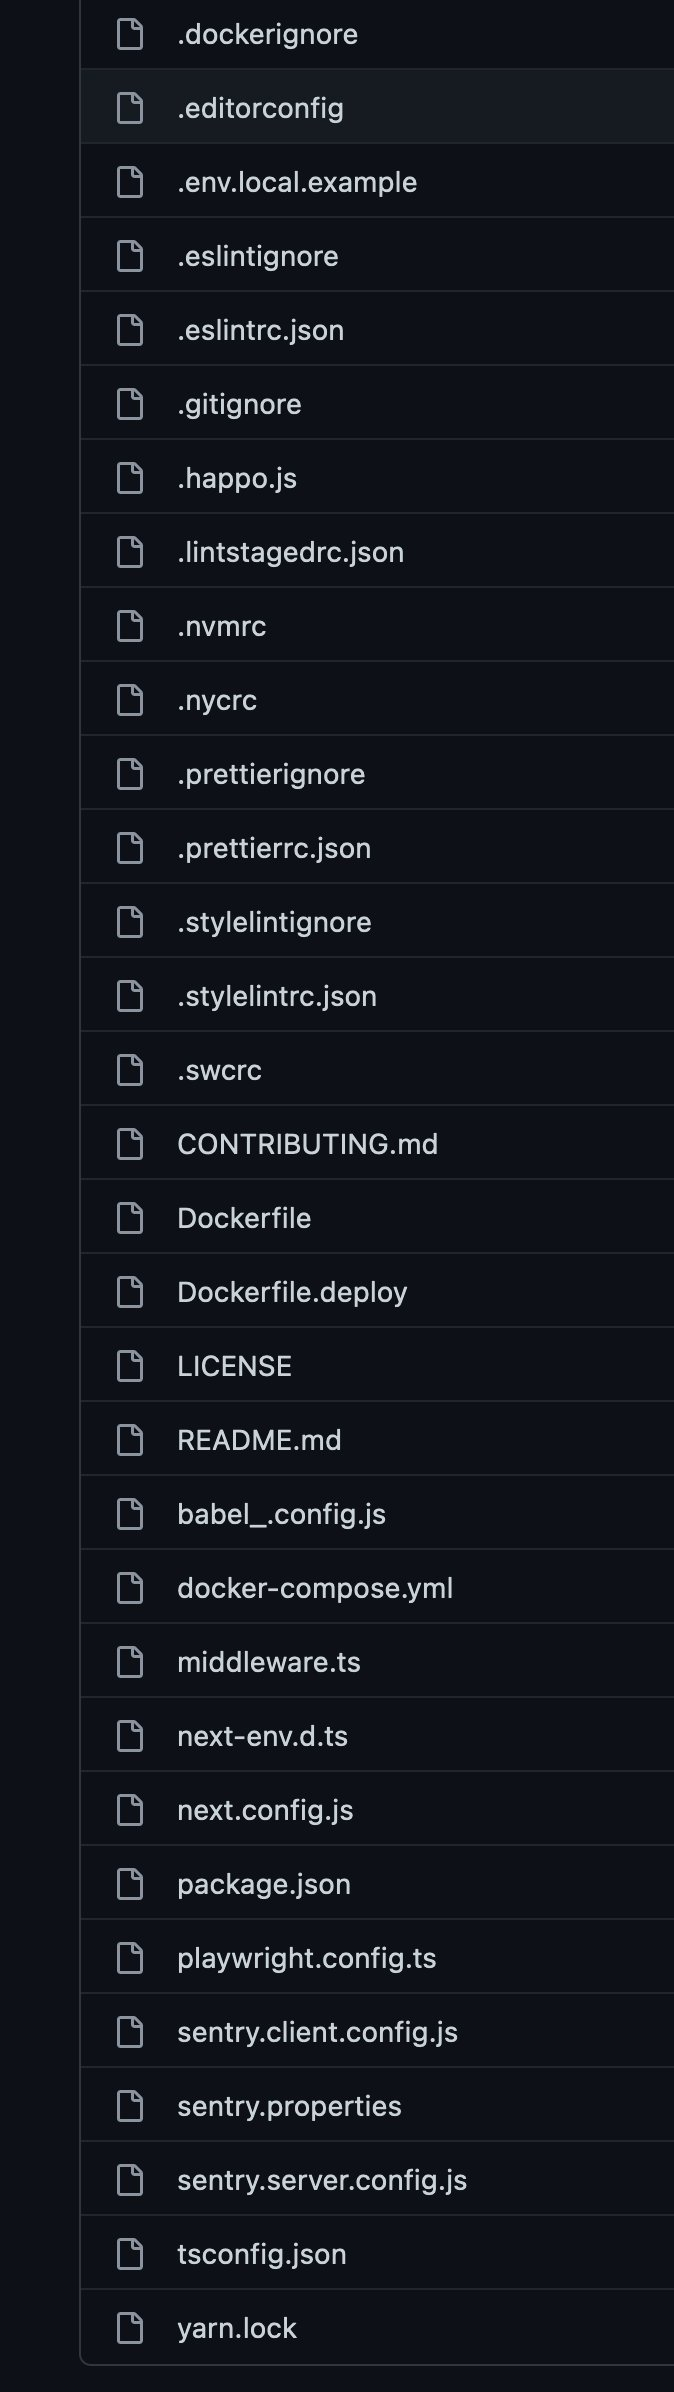 .dockerignore
.editorconfig
.env.local.example
.eslintignore
.eslintrc.json
.gitignore
.happo.js
.lintstagedrc.json
.nvmrc
.nycrc
.prettierignore
.prettierrc.json
.stylelintignore
.stylelintrc.json
.swcrc
CONTRIBUTING.md
Dockerfile
Dockerfile.deploy
LICENSE
README.md
babel_.config.js
docker-compose.yml
middleware.ts
next-env.d.ts
next.config.js
package.json
playwright.config.ts
sentry.client.config.js
sentry.properties
sentry.server.config.js
tsconfig.json
yarn.lock